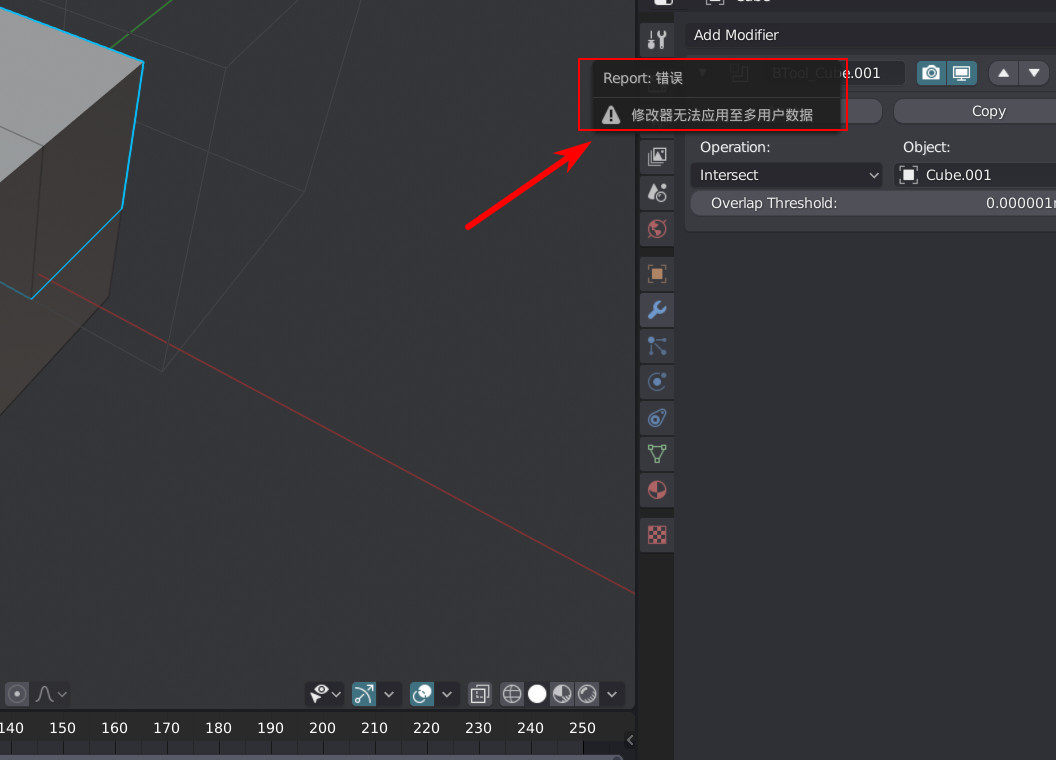 Cube
Add Modifier
BTool_Cube.001
Report: 错误
修改器无法应用至多用户数据
Copy
Operation:
Object:
Intersect
Cube.001
Overlap Threshold:
0.000001
140 150 160 170 180 190 200 210 220 230 240 250